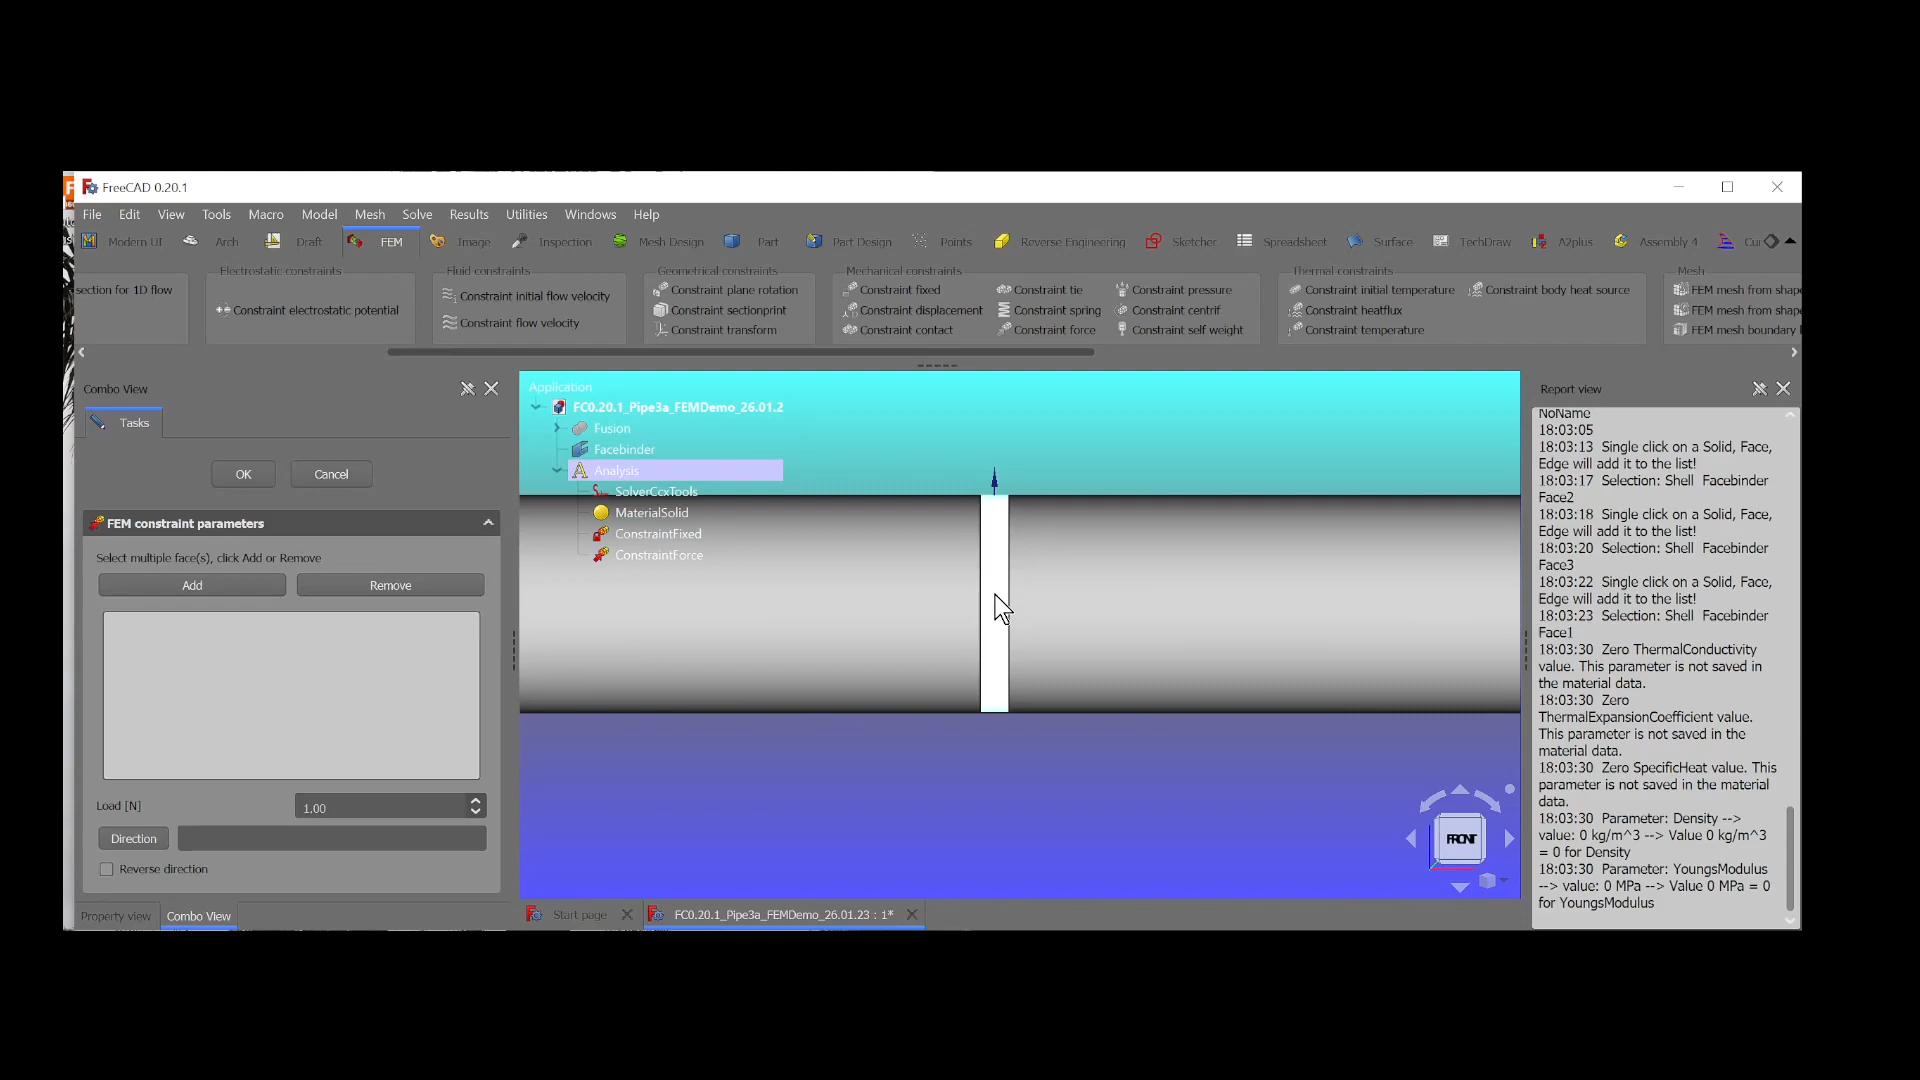 FreeCAD 0.20.1
File Edit View Tools Macro Model Mesh Solve Results Utilities Windows Help
Modern UI Arch Draft FEM Image Inspection Mesh Design Part Part Design Points Reverse Engineering Sketcher Spreadsheet Surface TechDraw A2plus Assembly 4 Cur
Electrostatic constraints Fluid constraints Geometrical constraints Mechanical constraints Thermal constraints Mesh
section for 1D flow Constraint initial flow velocity Constraint plane rotation Constraint fixed Constraint tie Constraint pressure Constraint initial temperature Constraint body heat source FEM mesh from shape
Constraint electrostatic potential Constraint sectionprint Constraint displacement Constraint spring Constraint centrif Constraint heatflux FEM mesh from shape
Constraint flow velocity Constraint transform Constraint contact Constraint force Constraint self weight Constraint temperature FEM mesh boundary
Combo View
Tasks
OK Cancel
FEM constraint parameters
Select multiple face(s), click Add or Remove
Add Remove
Load [N] 1.00
Direction
Reverse direction
Property view Combo View
Application
FC0.20.1_Pipe3a_FEMDemo_26.01.2
Fusion
Facebinder
Analysis
SolverCcxTools
MaterialSolid
ConstraintFixed
ConstraintForce
FRONT
Start page FC0.20.1_Pipe3a_FEMDemo_26.01.23 : 1*
Report view
NoName
18:03:05
18:03:13 Single click on a Solid, Face,
Edge will add it to the list!
18:03:17 Selection: Shell Facebinder
Face2
18:03:18 Single click on a Solid, Face,
Edge will add it to the list!
18:03:20 Selection: Shell Facebinder
Face3
18:03:22 Single click on a Solid, Face,
Edge will add it to the list!
18:03:23 Selection: Shell Facebinder
Face1
18:03:30 Zero ThermalConductivity
value. This parameter is not saved in
the material data.
18:03:30 Zero
ThermalExpansionCoefficient value.
This parameter is not saved in the
material data.
18:03:30 Zero SpecificHeat value. This
parameter is not saved in the material
data.
18:03:30 Parameter: Density -->
value: 0 kg/m^3 --> Value 0 kg/m^3
= 0 for Density
18:03:30 Parameter: YoungsModulus
--> value: 0 MPa --> Value 0 MPa = 0
for YoungsModulus